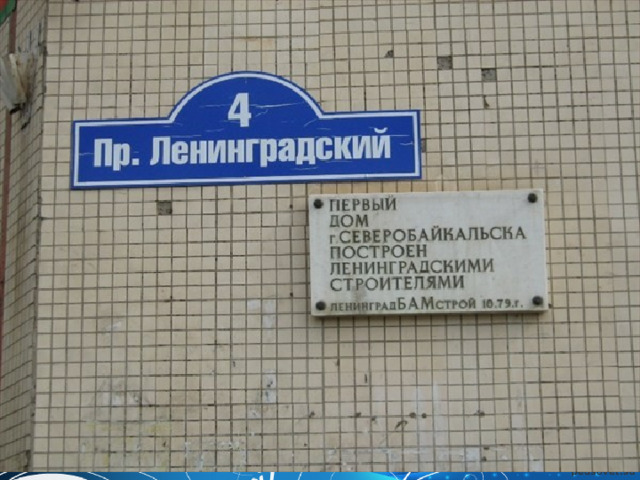 4
Пр. Ленинградский
ПЕРВЫЙ
ДОМ
г. СЕВЕРОБАЙКАЛЬСКА
ПОСТРОЕН
ЛЕНИНГРАДСКИМИ
СТРОИТЕЛЯМИ
ЛЕНИНГРАДБАМСТРОЙ 10.79.г.